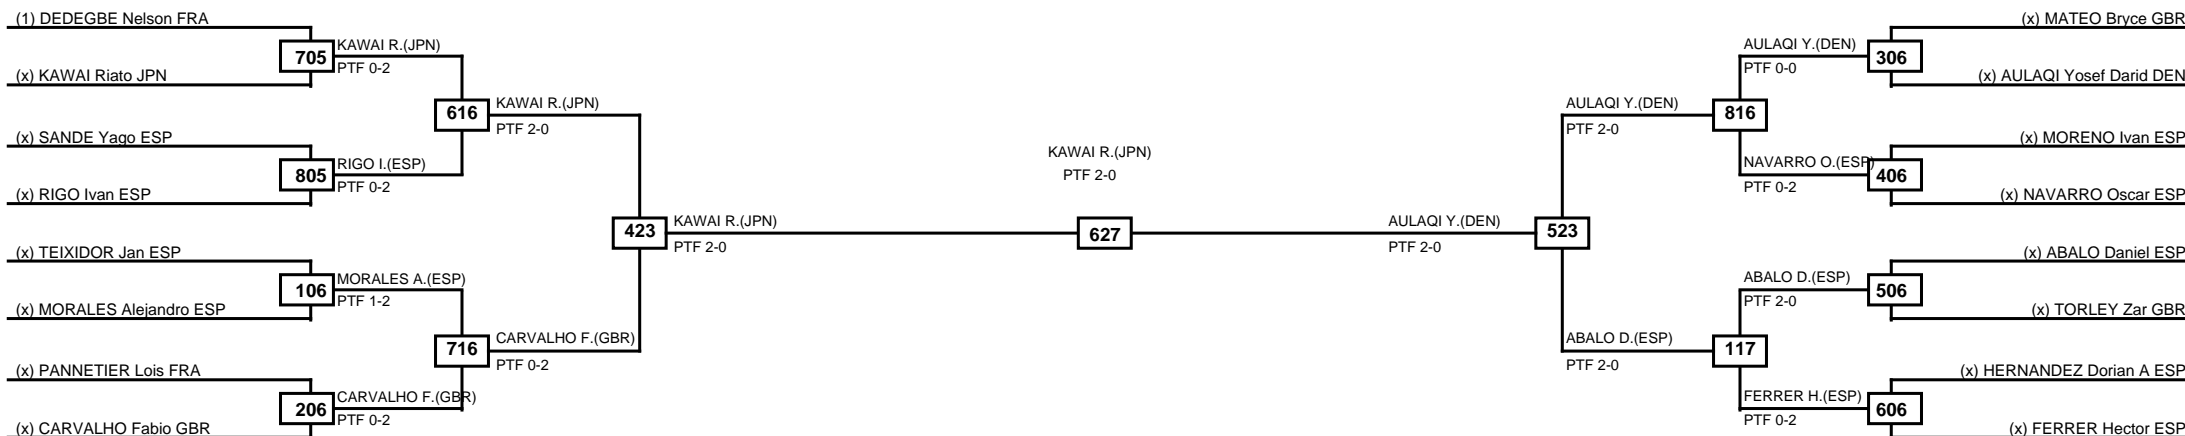 (1) DEDEGBE Nelson FRA
705
KAWAI R.(JPN)
PTF 0-2
(x) KAWAI Riato JPN
616
KAWAI R.(JPN)
PTF 2-0
(x) SANDE Yago ESP
805
RIGO I.(ESP)
PTF 0-2
(x) RIGO Ivan ESP
423
KAWAI R.(JPN)
PTF 2-0
(x) TEIXIDOR Jan ESP
106
MORALES A.(ESP)
PTF 1-2
(x) MORALES Alejandro ESP
716
CARVALHO F.(GBR)
PTF 0-2
(x) PANNETIER Lois FRA
206
CARVALHO F.(GBR)
PTF 0-2
(x) CARVALHO Fabio GBR
KAWAI R.(JPN)
PTF 2-0
627
(x) MATEO Bryce GBR
AULAQI Y.(DEN)
PTF 0-0
306
(x) AULAQI Yosef Darid DEN
AULAQI Y.(DEN)
PTF 2-0
816
(x) MORENO Ivan ESP
NAVARRO O.(ESP)
PTF 0-2
406
(x) NAVARRO Oscar ESP
AULAQI Y.(DEN)
PTF 2-0
523
(x) ABALO Daniel ESP
ABALO D.(ESP)
PTF 2-0
506
(x) TORLEY Zar GBR
ABALO D.(ESP)
PTF 2-0
117
(x) HERNANDEZ Dorian A ESP
FERRER H.(ESP)
PTF 0-2
606
(x) FERRER Hector ESP